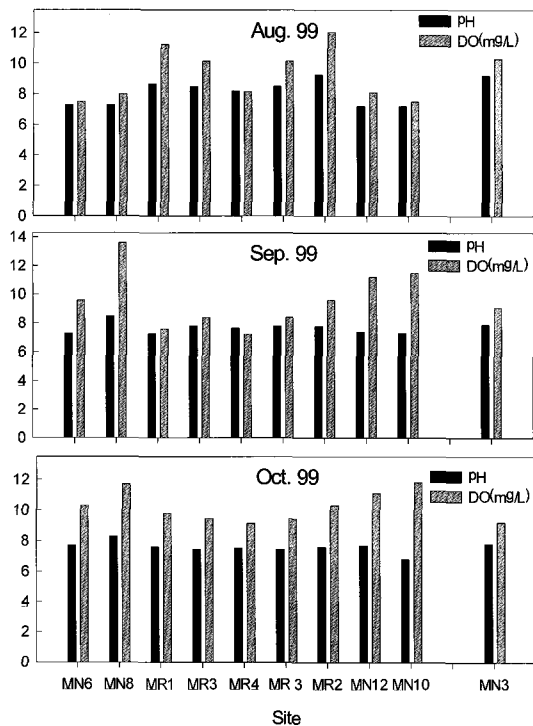 Aug. 99
PH
DO(mg/L)
12
10
8
6
4
2
0
Sep. 99
PH
DO(mg/L)
14
12
10
8
6
4
2
0
Oct. 99
PH
DO(mg/L)
12
10
8
6
4
2
0
MN6 MN8 MR1 MR3 MR4 MR 3 MR2 MN12 MN10 MN3
Site